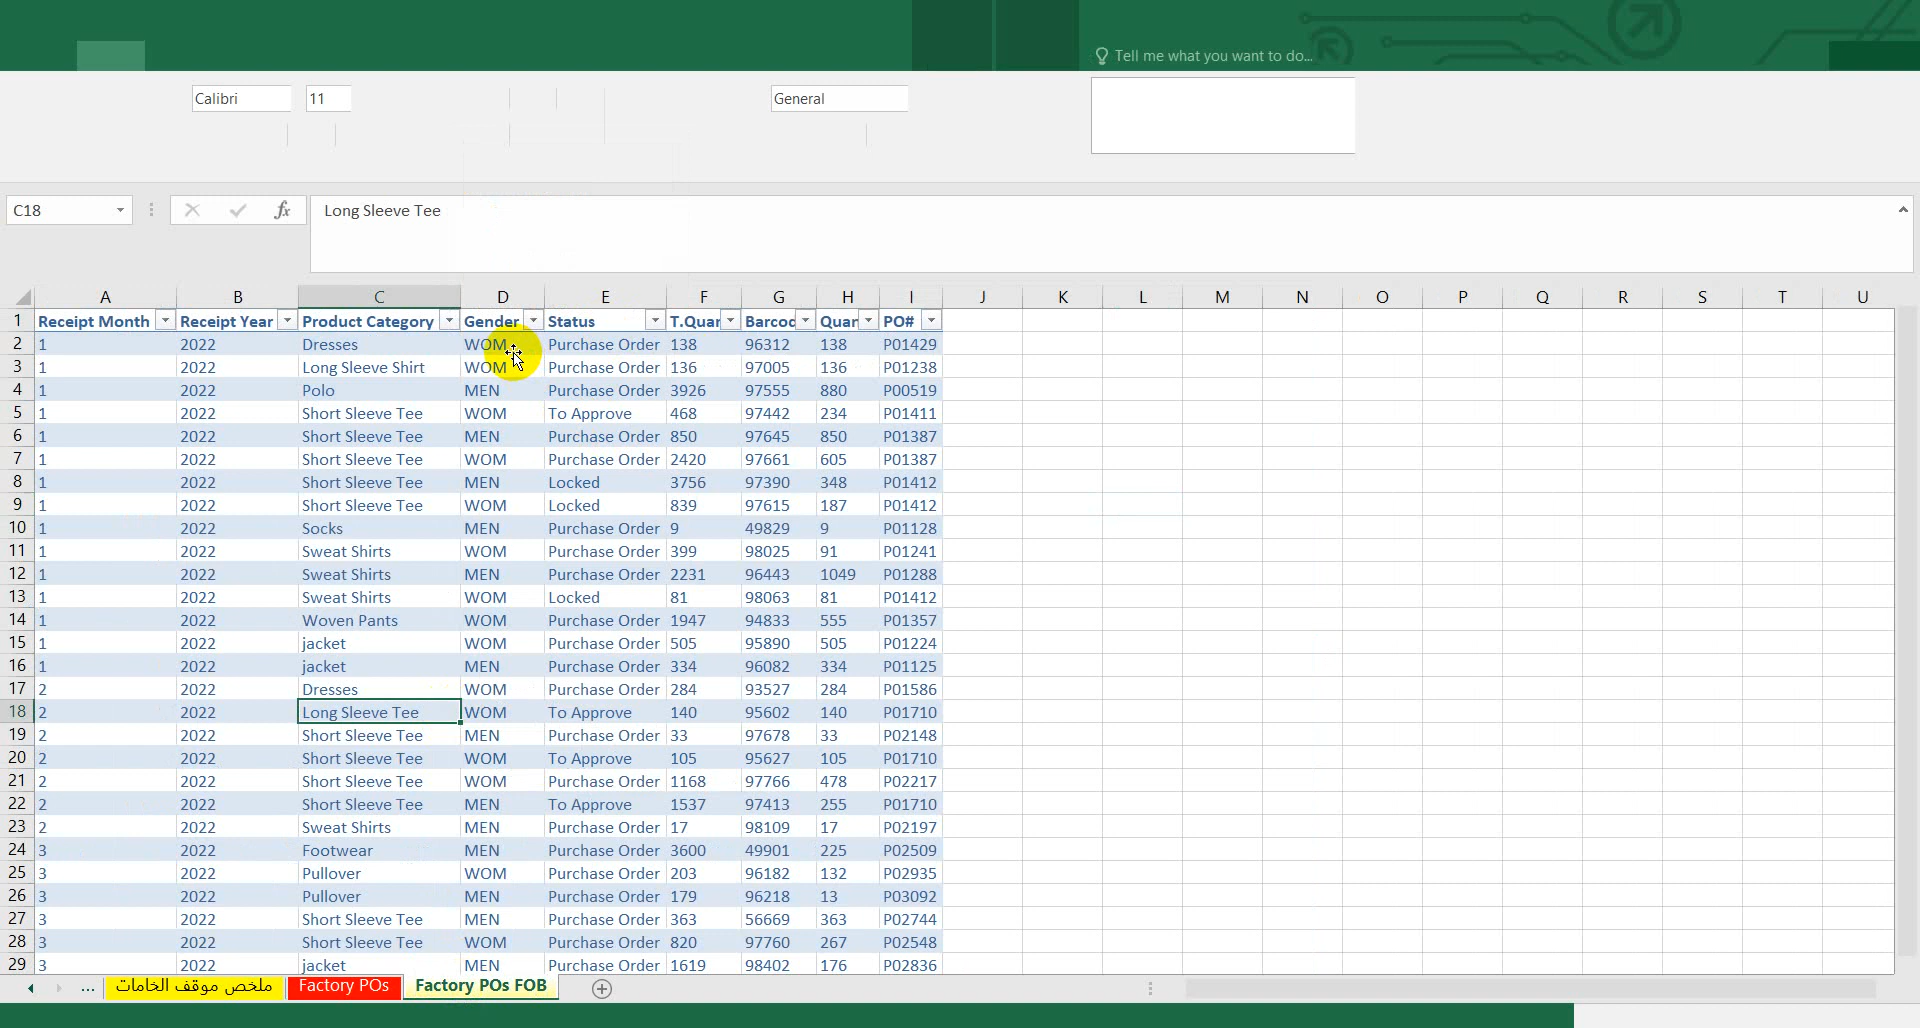 Tell me what you want to do...
Calibri 11 General
C18 fx Long Sleeve Tee
A B C D E F G H I J K L M N O P Q R S T U
1 Receipt Month Receipt Year Product Category Gender Status T.Quar Barcoc Quar PO#
2 1 2022 Dresses WOM Purchase Order 138 96312 138 P01429
3 1 2022 Long Sleeve Shirt WOM Purchase Order 136 97005 136 P01238
4 1 2022 Polo MEN Purchase Order 3926 97555 880 P00519
5 1 2022 Short Sleeve Tee WOM To Approve 468 97442 234 P01411
6 1 2022 Short Sleeve Tee MEN Purchase Order 850 97645 850 P01387
7 1 2022 Short Sleeve Tee WOM Purchase Order 2420 97661 605 P01387
8 1 2022 Short Sleeve Tee MEN Locked 3756 97390 348 P01412
9 1 2022 Short Sleeve Tee WOM Locked 839 97615 187 P01412
10 1 2022 Socks MEN Purchase Order 9 49829 9 P01128
11 1 2022 Sweat Shirts WOM Purchase Order 399 98025 91 P01241
12 1 2022 Sweat Shirts MEN Purchase Order 2231 96443 1049 P01288
13 1 2022 Sweat Shirts WOM Locked 81 98063 81 P01412
14 1 2022 Woven Pants WOM Purchase Order 1947 94833 555 P01357
15 1 2022 jacket WOM Purchase Order 505 95890 505 P01224
16 1 2022 jacket MEN Purchase Order 334 96082 334 P01125
17 2 2022 Dresses WOM Purchase Order 284 93527 284 P01586
18 2 2022 Long Sleeve Tee WOM To Approve 140 95602 140 P01710
19 2 2022 Short Sleeve Tee MEN Purchase Order 33 97678 33 P02148
20 2 2022 Short Sleeve Tee WOM To Approve 105 95627 105 P01710
21 2 2022 Short Sleeve Tee WOM Purchase Order 1168 97766 478 P02217
22 2 2022 Short Sleeve Tee MEN To Approve 1537 97413 255 P01710
23 2 2022 Sweat Shirts MEN Purchase Order 17 98109 17 P02197
24 3 2022 Footwear MEN Purchase Order 3600 49901 225 P02509
25 3 2022 Pullover WOM Purchase Order 203 96182 132 P02935
26 3 2022 Pullover MEN Purchase Order 179 96218 13 P03092
27 3 2022 Short Sleeve Tee MEN Purchase Order 363 56669 363 P02744
28 3 2022 Short Sleeve Tee WOM Purchase Order 820 97760 267 P02548
29 3 2022 jacket MEN Purchase Order 1619 98402 176 P02836
... ملخص موقف الخامات Factory POs Factory POs FOB